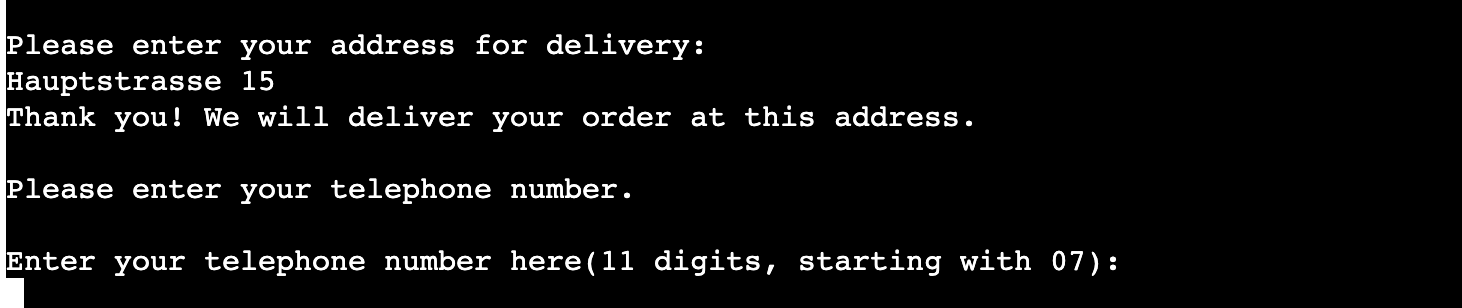 Please enter your address for delivery:
Hauptstrasse 15
Thank you! We will deliver your order at this address.
Please enter your telephone number.
Enter your telephone number here(11 digits, starting with 07):